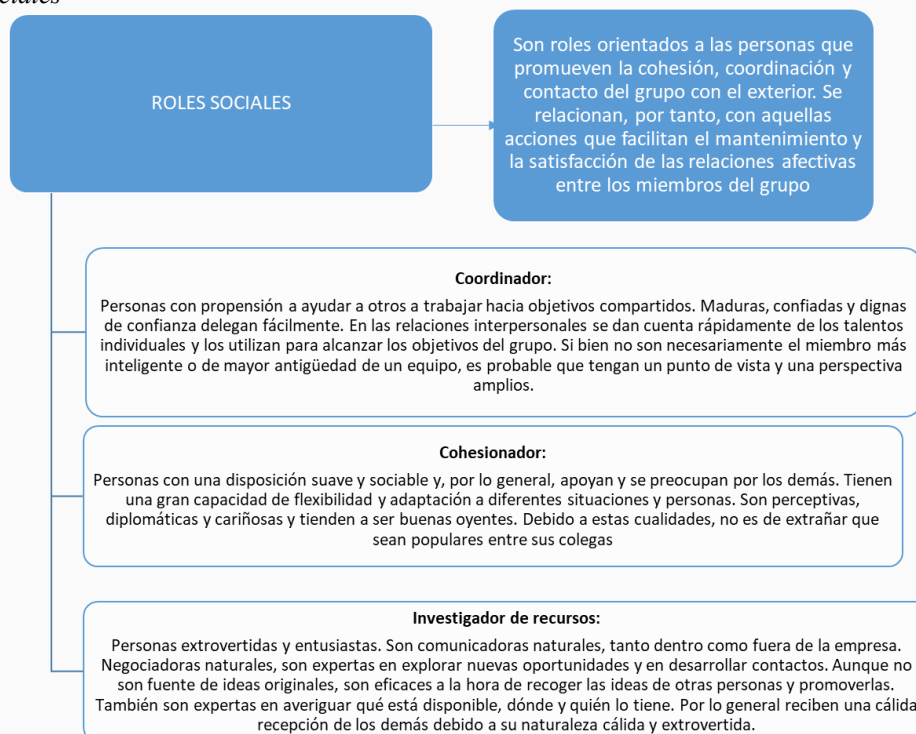 ROLES SOCIALES
Son roles orientados a las personas que
promueven la cohesión, coordinación y
contacto del grupo con el exterior. Se
relacionan, por tanto, con aquellas
acciones que facilitan el mantenimiento y
la satisfacción de las relaciones afectivas
entre los miembros del grupo
Coordinador:
Personas con propensión a ayudar a otros a trabajar hacia objetivos compartidos. Maduras, confiadas y dignas
de confianza delegan fácilmente. En las relaciones interpersonales se dan cuenta rápidamente de los talentos
individuales y los utilizan para alcanzar los objetivos del grupo. Si bien no son necesariamente el miembro más
inteligente o de mayor antigüedad de un equipo, es probable que tengan un punto de vista y una perspectiva
amplios.
Cohesionador:
Personas con una disposición suave y sociable y, por lo general, apoyan y se preocupan por los demás. Tienen
una gran capacidad de flexibilidad y adaptación a diferentes situaciones y personas. Son perceptivas,
diplomáticas y cariñosas y tienden a ser buenas oyentes. Debido a estas cualidades, no es de extrañar que
sean populares entre sus colegas
Investigador de recursos:
Personas extrovertidas y entusiastas. Son comunicadoras naturales, tanto dentro como fuera de la empresa.
Negociadoras naturales, son expertas en explorar nuevas oportunidades y en desarrollar contactos. Aunque no
son fuente de ideas originales, son eficaces a la hora de recoger las ideas de otras personas y promoverlas.
También son expertas en averiguar qué está disponible, dónde y quién lo tiene. Por lo general reciben una cálida
recepción de los demás debido a su naturaleza cálida y extrovertida.